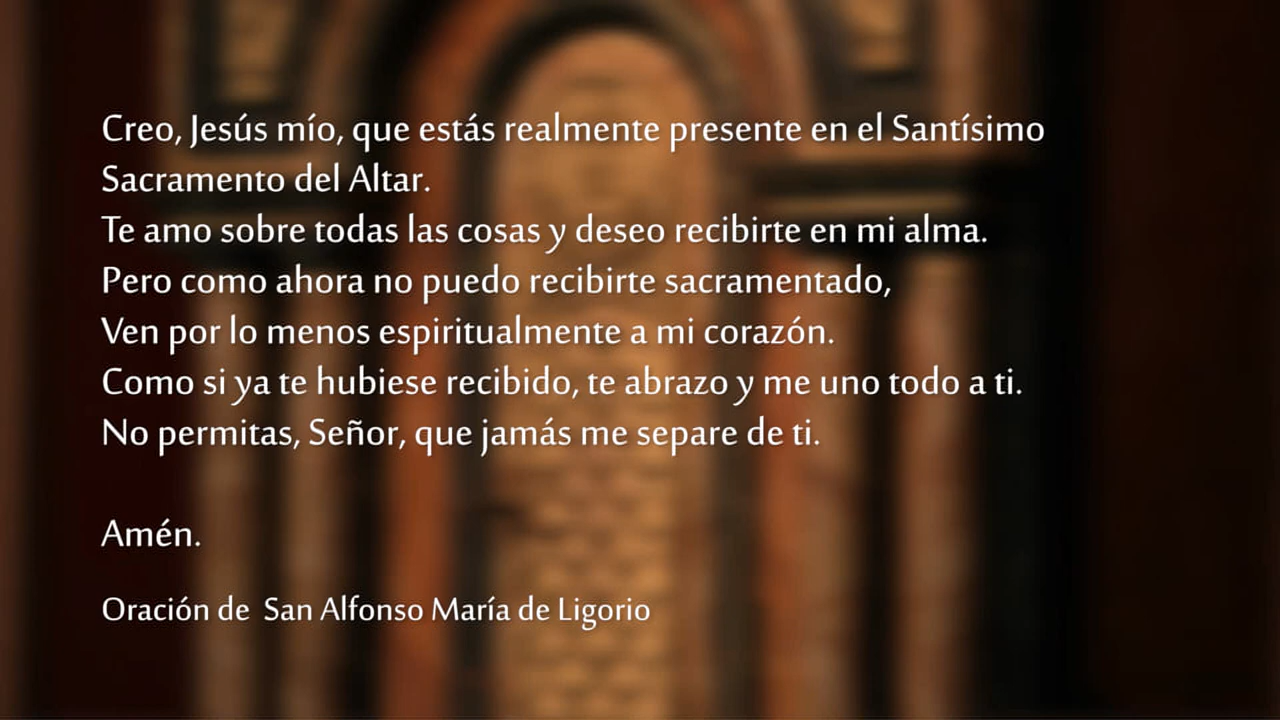 Creo, Jesús mío, que estás realmente presente en el Santísimo
Sacramento del Altar.
Te amo sobre todas las cosas y deseo recibirte en mi alma.
Pero como ahora no puedo recibirte sacramentado,
Ven por lo menos espiritualmente a mi corazón.
Como si ya te hubiese recibido, te abrazo y me uno todo a ti.
No permitas, Señor, que jamás me separe de ti.
Amén.
Oración de  San Alfonso María de Ligorio